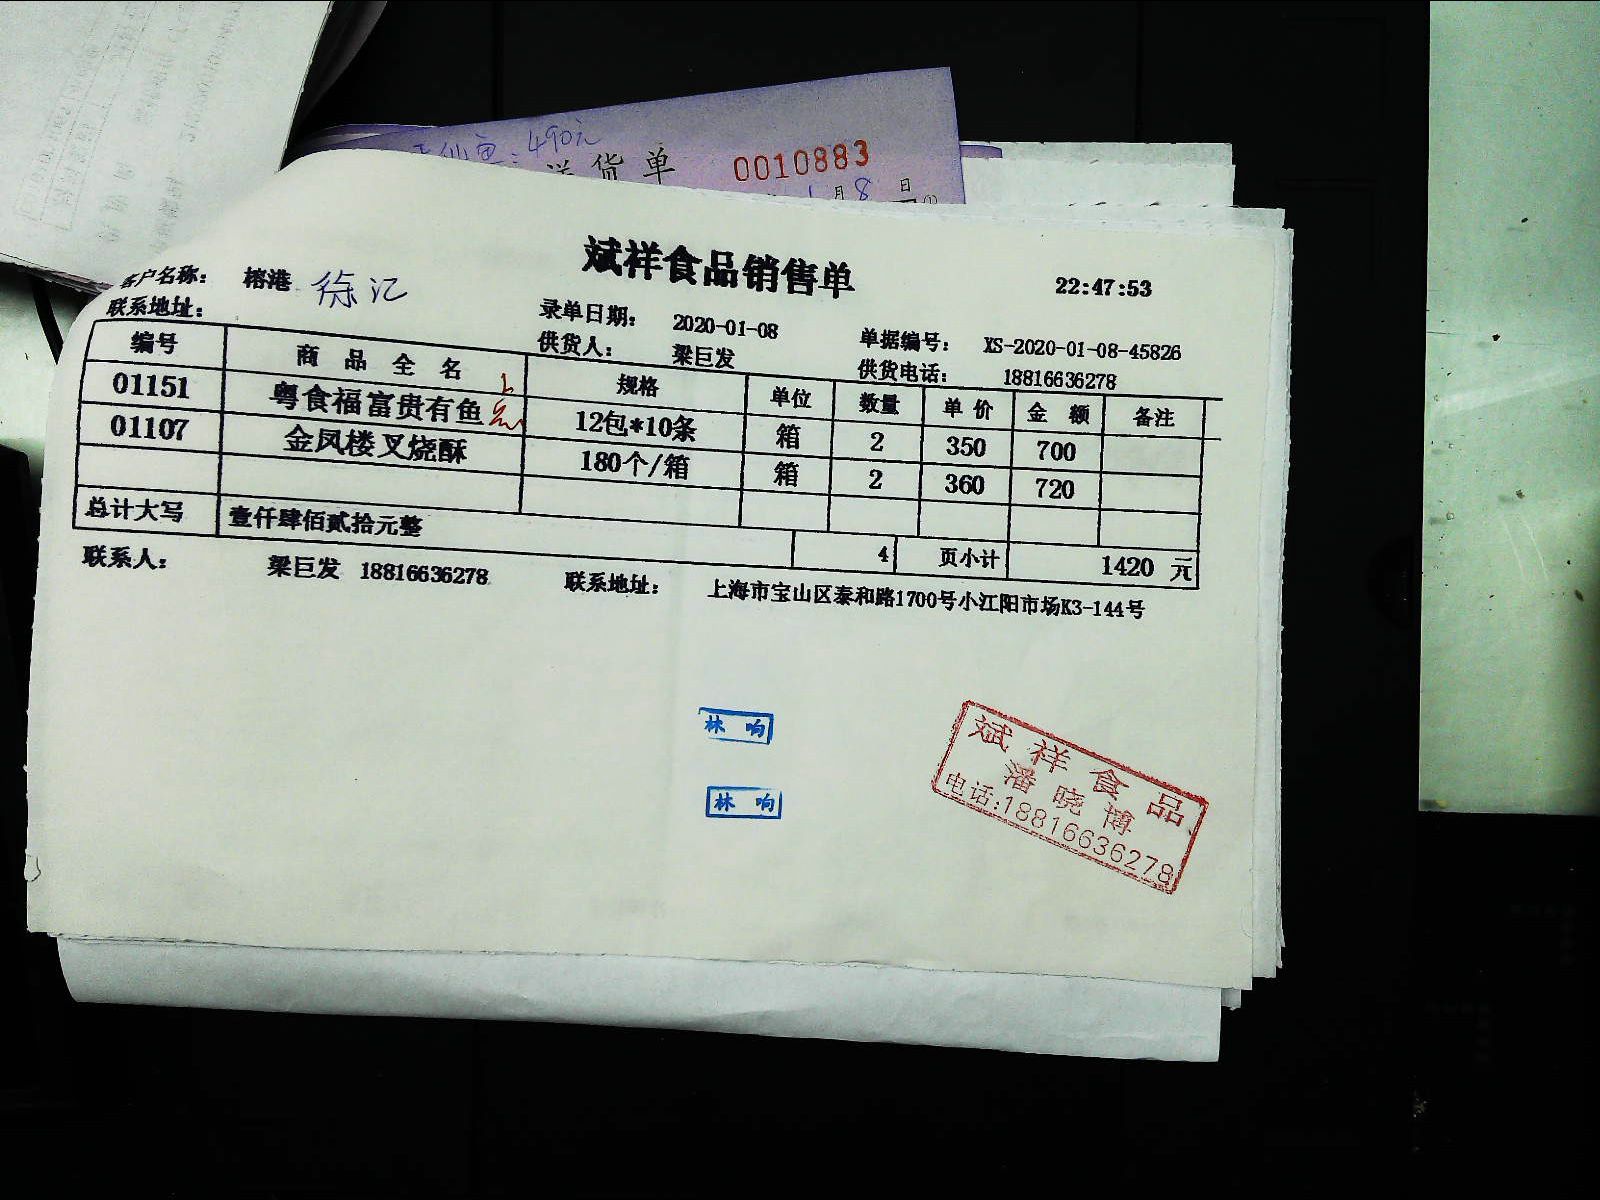 仙鱼:490元
送货单 0010883
月8日
斌祥食品销售单
22:47:53
客户名称: 榕港 徐汇
录单日期: 2020-01-08
单据编号: XS-2020-01-08-45826
联系地址:
供货人: 梁巨发
供货电话: 18816636278
编号 商品全名 规格 单位 数量 单价 金额 备注
01151 粤食福富贵有鱼 12包*10条 箱 2 350 700
01107 金凤楼叉烧酥 180个/箱 箱 2 360 720
总计大写 壹仟肆佰贰拾元整 4 页小计 1420 元
联系人: 梁巨发 18816636278 联系地址: 上海市宝山区泰和路1700号小江阳市场K3-144号
林响
林响
斌祥食品
潘晓博
电话:18816636278